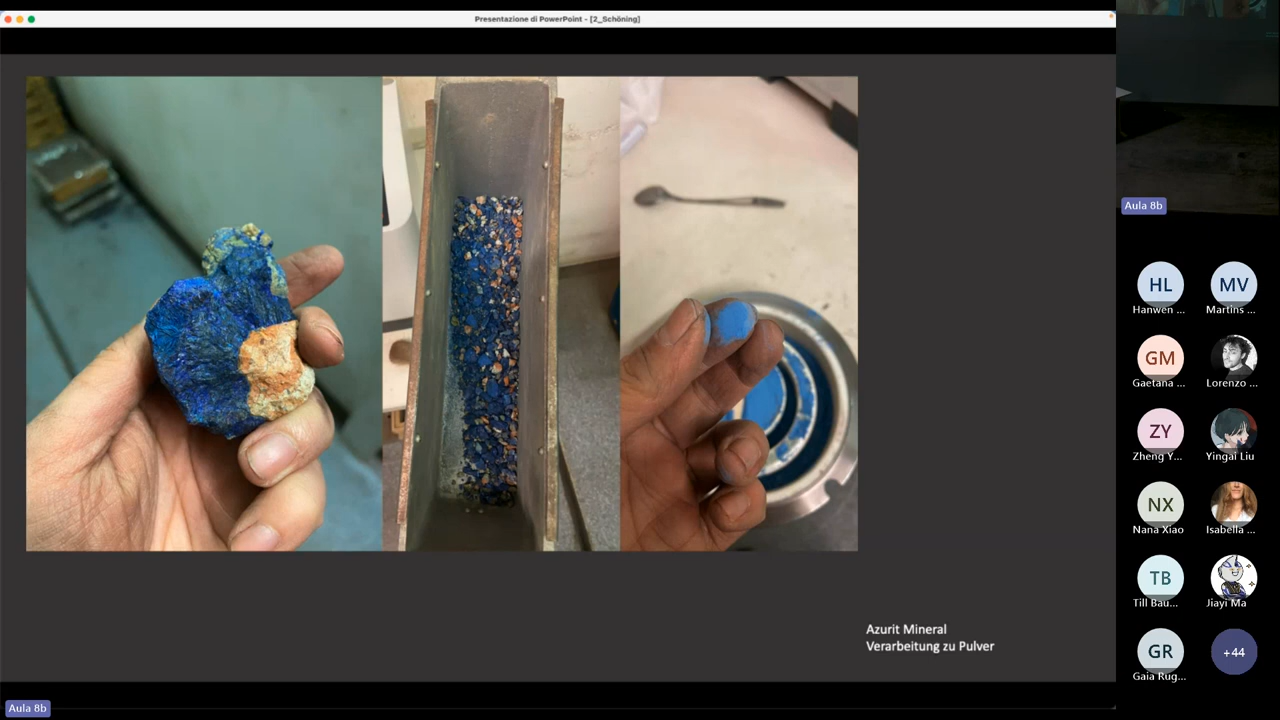 Presentazione di PowerPoint - [2_Schöning]
Aula 8b
HL
MV
Hanwen ...
Martins ...
GM
Gaetana ...
Lorenzo ...
ZY
Zheng Y...
Yingai Liu
NX
Nana Xiao
Isabella ...
TB
Till Bau...
Jiayi Ma
GR
+44
Gaia Rug...
Azurit Mineral
Verarbeitung zu Pulver
Aula 8b